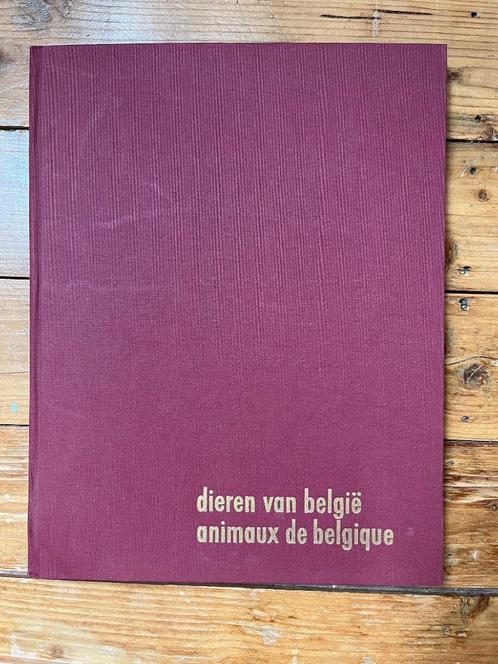 dieren van belgië
animaux de belgique